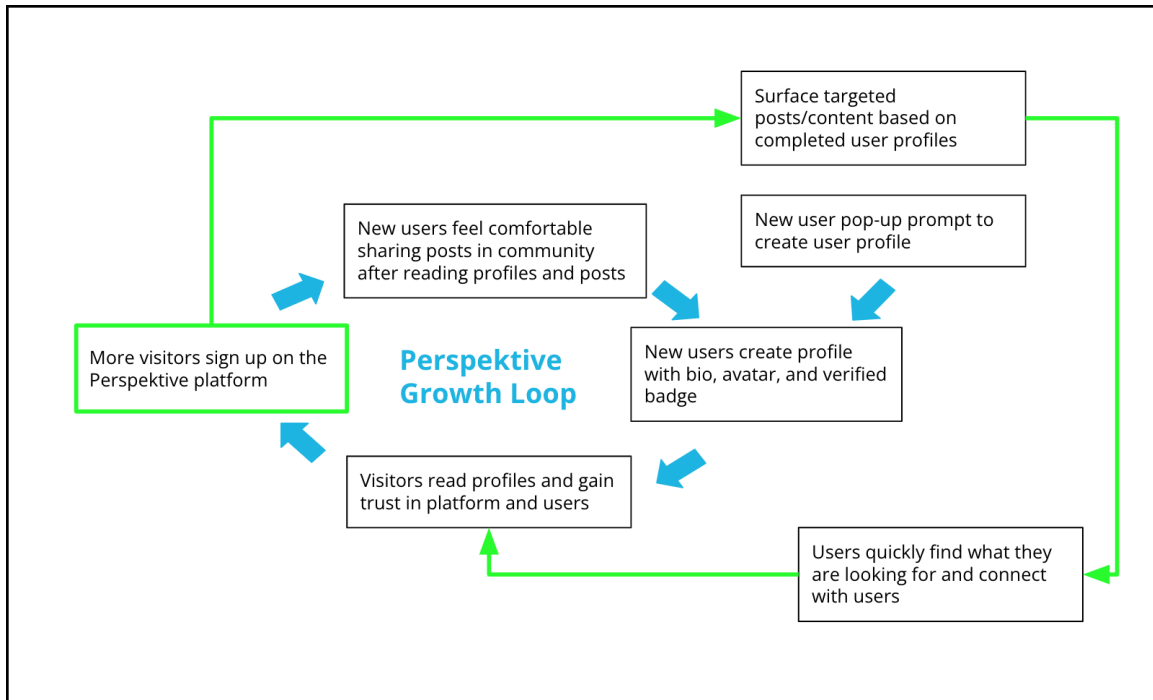 Surface targeted
posts/content based on
completed user profiles
New users feel comfortable
sharing posts in community
after reading profiles and posts
New user pop-up prompt to
create user profile
More visitors sign up on the
Perspektive platform
Perspektive
Growth Loop
New users create profile
with bio, avatar, and verified
badge
Visitors read profiles and gain
trust in platform and users
Users quickly find what they
are looking for and connect
with users